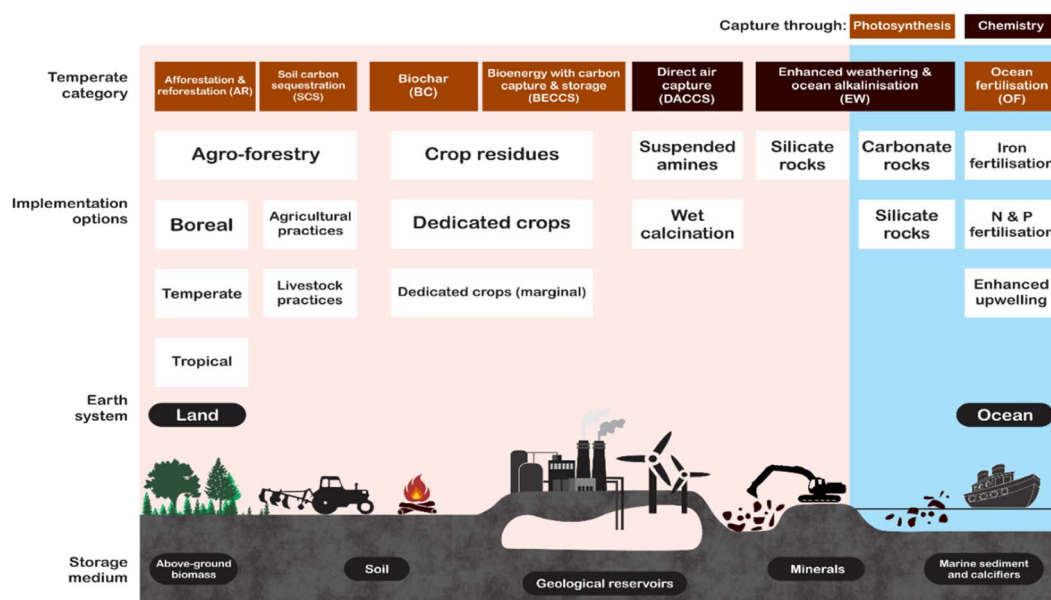 Capture through: Photosynthesis Chemistry
Temperate
category
Afforestation &
reforestation (AR)
Soil carbon
sequestration
(SCS)
Biochar
(BC)
Bioenergy with carbon
capture & storage
(BECCS)
Direct air
capture
(DACCS)
Enhanced weathering &
ocean alkalinisation
(EW)
Ocean
fertilisation
(OF)
Implementation
options
Agro-forestry
Crop residues
Suspended
amines
Silicate
rocks
Carbonate
rocks
Iron
fertilisation
Boreal
Agricultural
practices
Dedicated crops
Wet
calcination
Silicate
rocks
N & P
fertilisation
Temperate
Livestock
practices
Dedicated crops (marginal)
Enhanced
upwelling
Tropical
Earth
system
Land
Ocean
Storage
medium
Above-ground
biomass
Soil
Geological reservoirs
Minerals
Marine sediment
and calcifiers